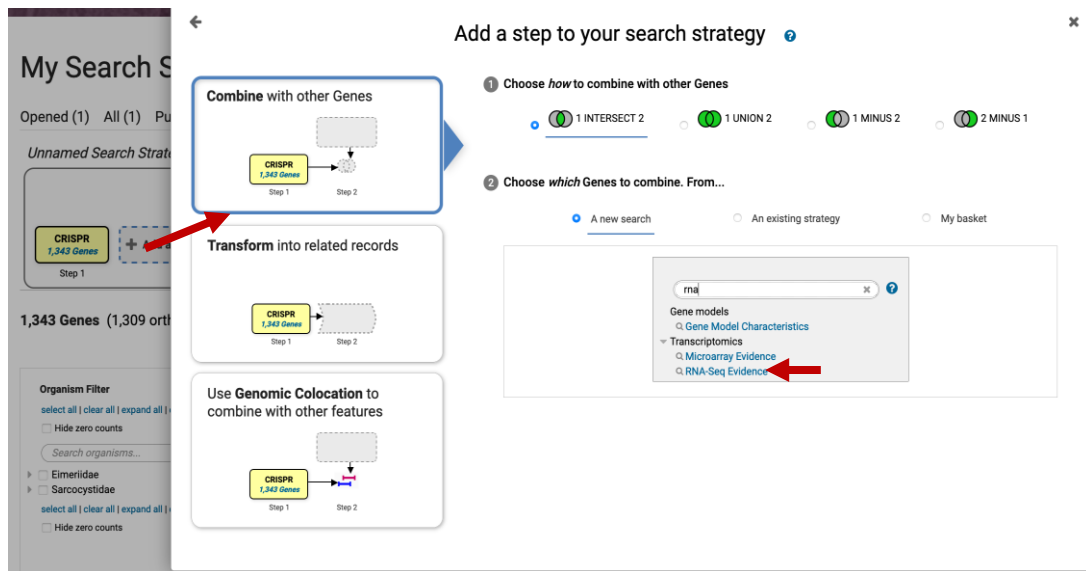 Add a step to your search strategy
My Search S
Opened (1) All (1) Pu
Unnamed Search Strate
CRISPR
1,343 Genes
Step 1
1,343 Genes (1,309 orth
Organism Filter
select all | clear all | expand all |
Hide zero counts
Search organisms...
Eimeriidae
Sarcocystidae
select all | clear all | expand all |
Hide zero counts
Combine with other Genes
CRISPR
1,343 Genes
Step 1
Step 2
Transform into related records
CRISPR
1,343 Genes
Step 1
Step 2
Use Genomic Colocation to
combine with other features
CRISPR
1,343 Genes
Step 1
Step 2
1 Choose how to combine with other Genes
1 INTERSECT 2
1 UNION 2
1 MINUS 2
2 MINUS 1
2 Choose which Genes to combine. From...
A new search
An existing strategy
My basket
rna
Gene models
Gene Model Characteristics
Transcriptomics
Microarray Evidence
RNA-Seq Evidence